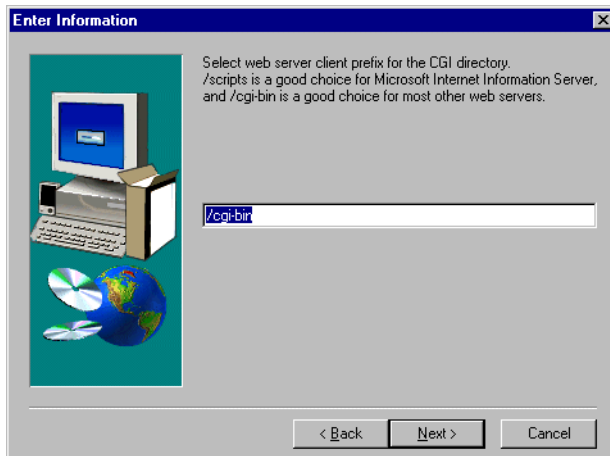 Enter Information
Select web server client prefix for the CGI directory.
/scripts is a good choice for Microsoft Internet Information Server,
and /cgi-bin is a good choice for most other web servers.
/cgi-bin
< Back
Next >
Cancel